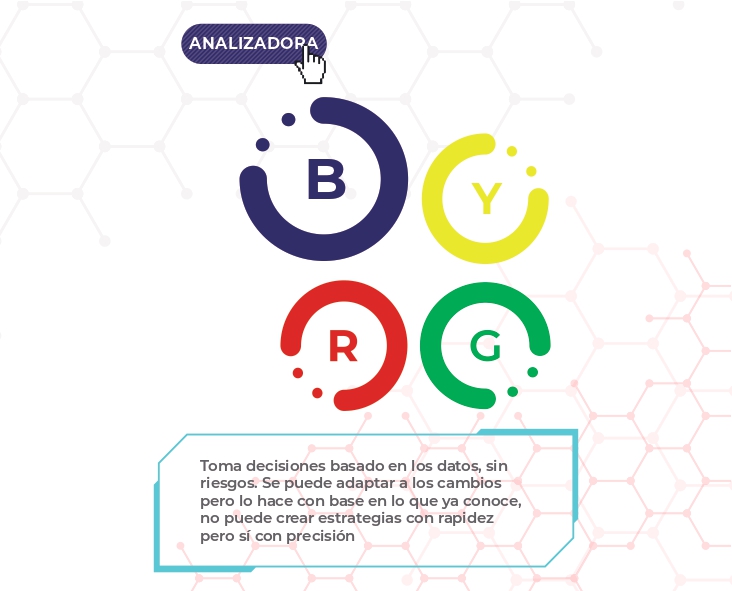 ANALIZADORA
B
Y
R
G
Toma decisiones basado en los datos, sin
riesgos. Se puede adaptar a los cambios
pero lo hace con base en lo que ya conoce,
no puede crear estrategias con rapidez
pero sí con precisión